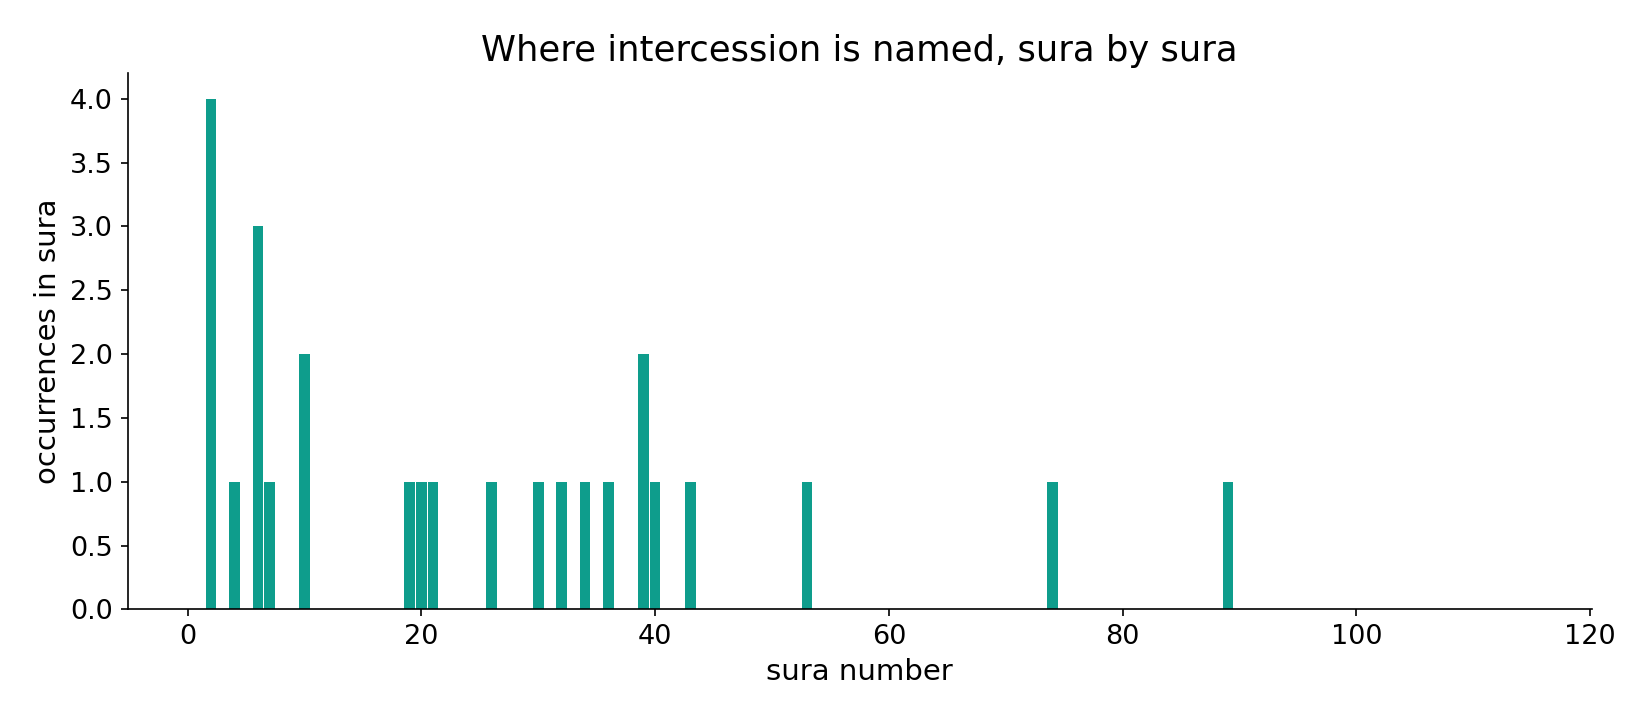 Where intercession is named, sura by sura
occurrences in sura
4.0
3.5
3.0
2.5
2.0
1.5
1.0
0.5
0.0
0 20 40 60 80 100 120
sura number